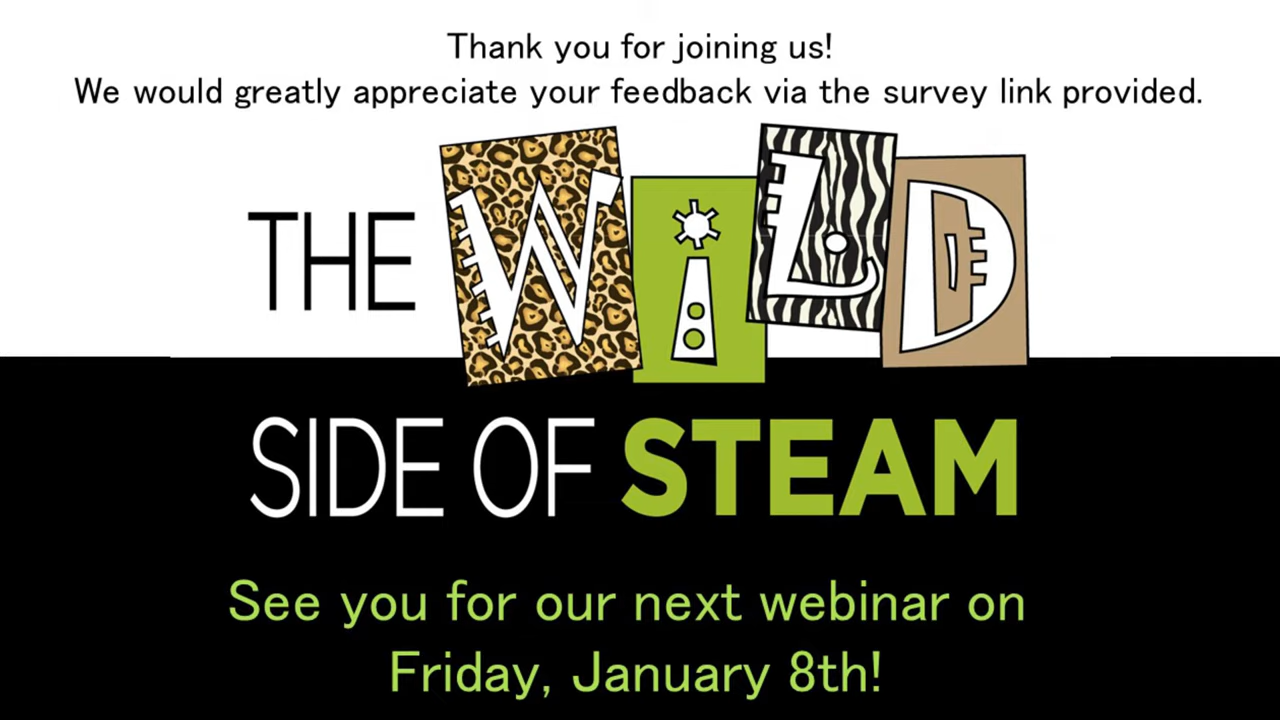 Thank you for joining us!
We would greatly appreciate your feedback via the survey link provided.
THE WiLD
SIDE OF STEAM
See you for our next webinar on
Friday, January 8th!